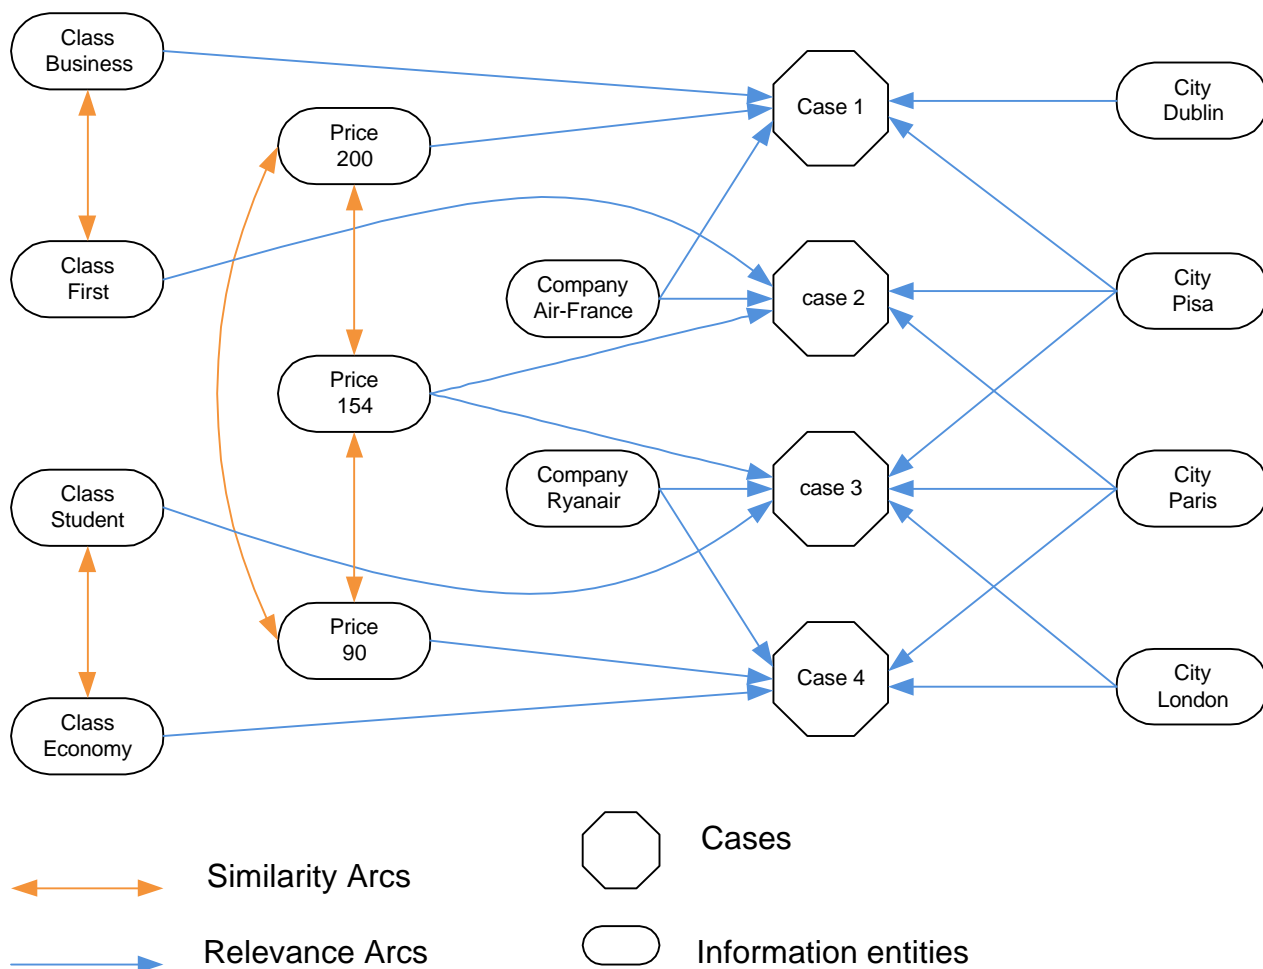 Class
Business
Price
200
Case 1
City
Dublin
Class
First
Company
Air-France
case 2
City
Pisa
Price
154
Class
Student
Company
Ryanair
case 3
City
Paris
Price
90
Class
Economy
Case 4
City
London
Similarity Arcs
Cases
Relevance Arcs
Information entities